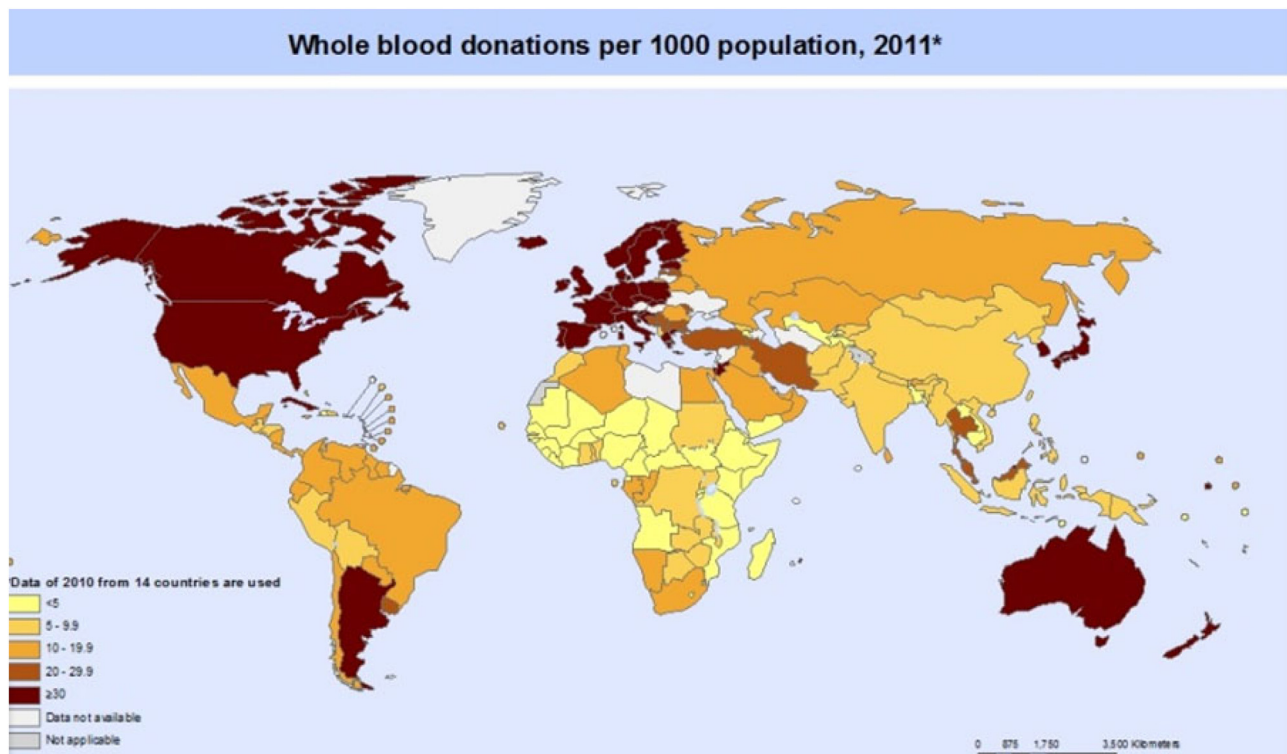 Whole blood donations per 1000 population, 2011*
*Data of 2010 from 14 countries are used
<5
5 - 9.9
10 - 19.9
20 - 29.9
≥30
Data not available
Not applicable
0 875 1,750 3,500 Kilometers